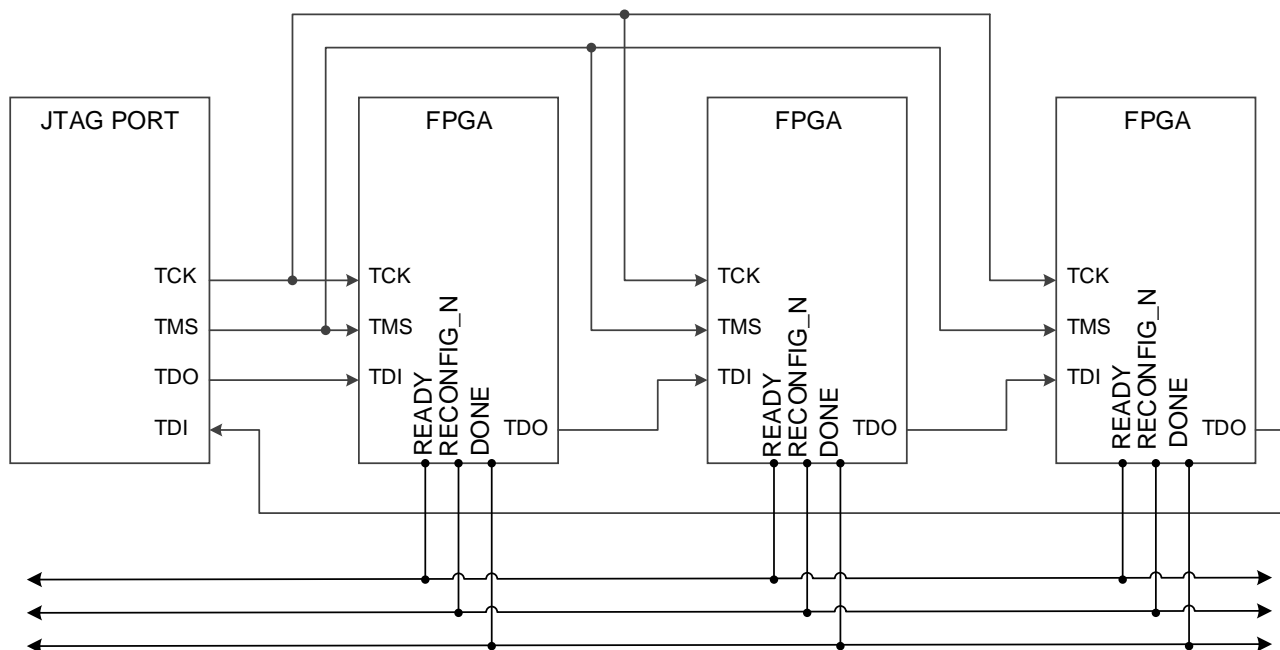 JTAG PORT
TCK
TMS
TDO
TDI
FPGA
TCK
TMS
TDI
READY
RECONFIG_N
DONE
TDO
FPGA
TCK
TMS
TDI
READY
RECONFIG_N
DONE
TDO
FPGA
TCK
TMS
TDI
READY
RECONFIG_N
DONE
TDO